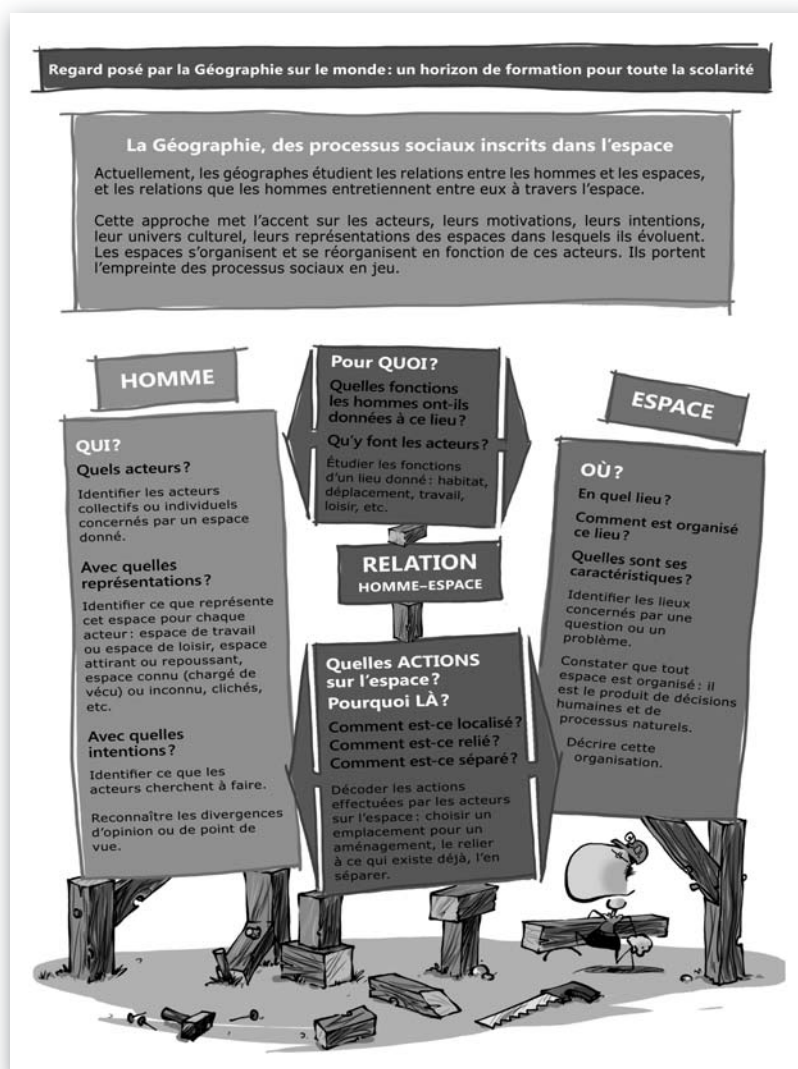 Regard posé par la Géographie sur le monde : un horizon de formation pour toute la scolarité
La Géographie, des processus sociaux inscrits dans l’espace
Actuellement, les géographes étudient les relations entre les hommes et les espaces,
et les relations que les hommes entretiennent entre eux à travers l’espace.
Cette approche met l’accent sur les acteurs, leurs motivations, leurs intentions,
leur univers culturel, leurs représentations des espaces dans lesquels ils évoluent.
Les espaces s’organisent et se réorganisent en fonction de ces acteurs. Ils portent
l’empreinte des processus sociaux en jeu.
HOMME
QUI?
Quels acteurs?
Identifier les acteurs
collectifs ou individuels
concernés par un espace
donné.
Avec quelles
représentations?
Identifier ce que représente
cet espace pour chaque
acteur : espace de travail
ou espace de loisir, espace
attirant ou repoussant,
espace connu (chargé de
vécu) ou inconnu, clichés,
etc.
Avec quelles
intentions?
Identifier ce que les
acteurs cherchent à faire.
Reconnaître les divergences
d’opinion ou de point de
vue.
Pour QUOI?
Quelles fonctions
les hommes ont-ils
données à ce lieu?
Qu’y font les acteurs?
Étudier les fonctions
d’un lieu donné : habitat,
déplacement, travail,
loisir, etc.
RELATION
HOMME–ESPACE
Quelles ACTIONS
sur l’espace?
Pourquoi LÀ?
Comment est-ce localisé?
Comment est-ce relié?
Comment est-ce séparé?
Décoder les actions
effectuées par les acteurs
sur l’espace : choisir un
emplacement pour un
aménagement, le relier
à ce qui existe déjà, l’en
séparer.
ESPACE
OÙ?
En quel lieu?
Comment est organisé
ce lieu?
Quelles sont ses
caractéristiques?
Identifier les lieux
concernés par une
question ou un
problème.
Constater que tout
espace est organisé : il
est le produit de décisions
humaines et de
processus naturels.
Décrire cette
organisation.